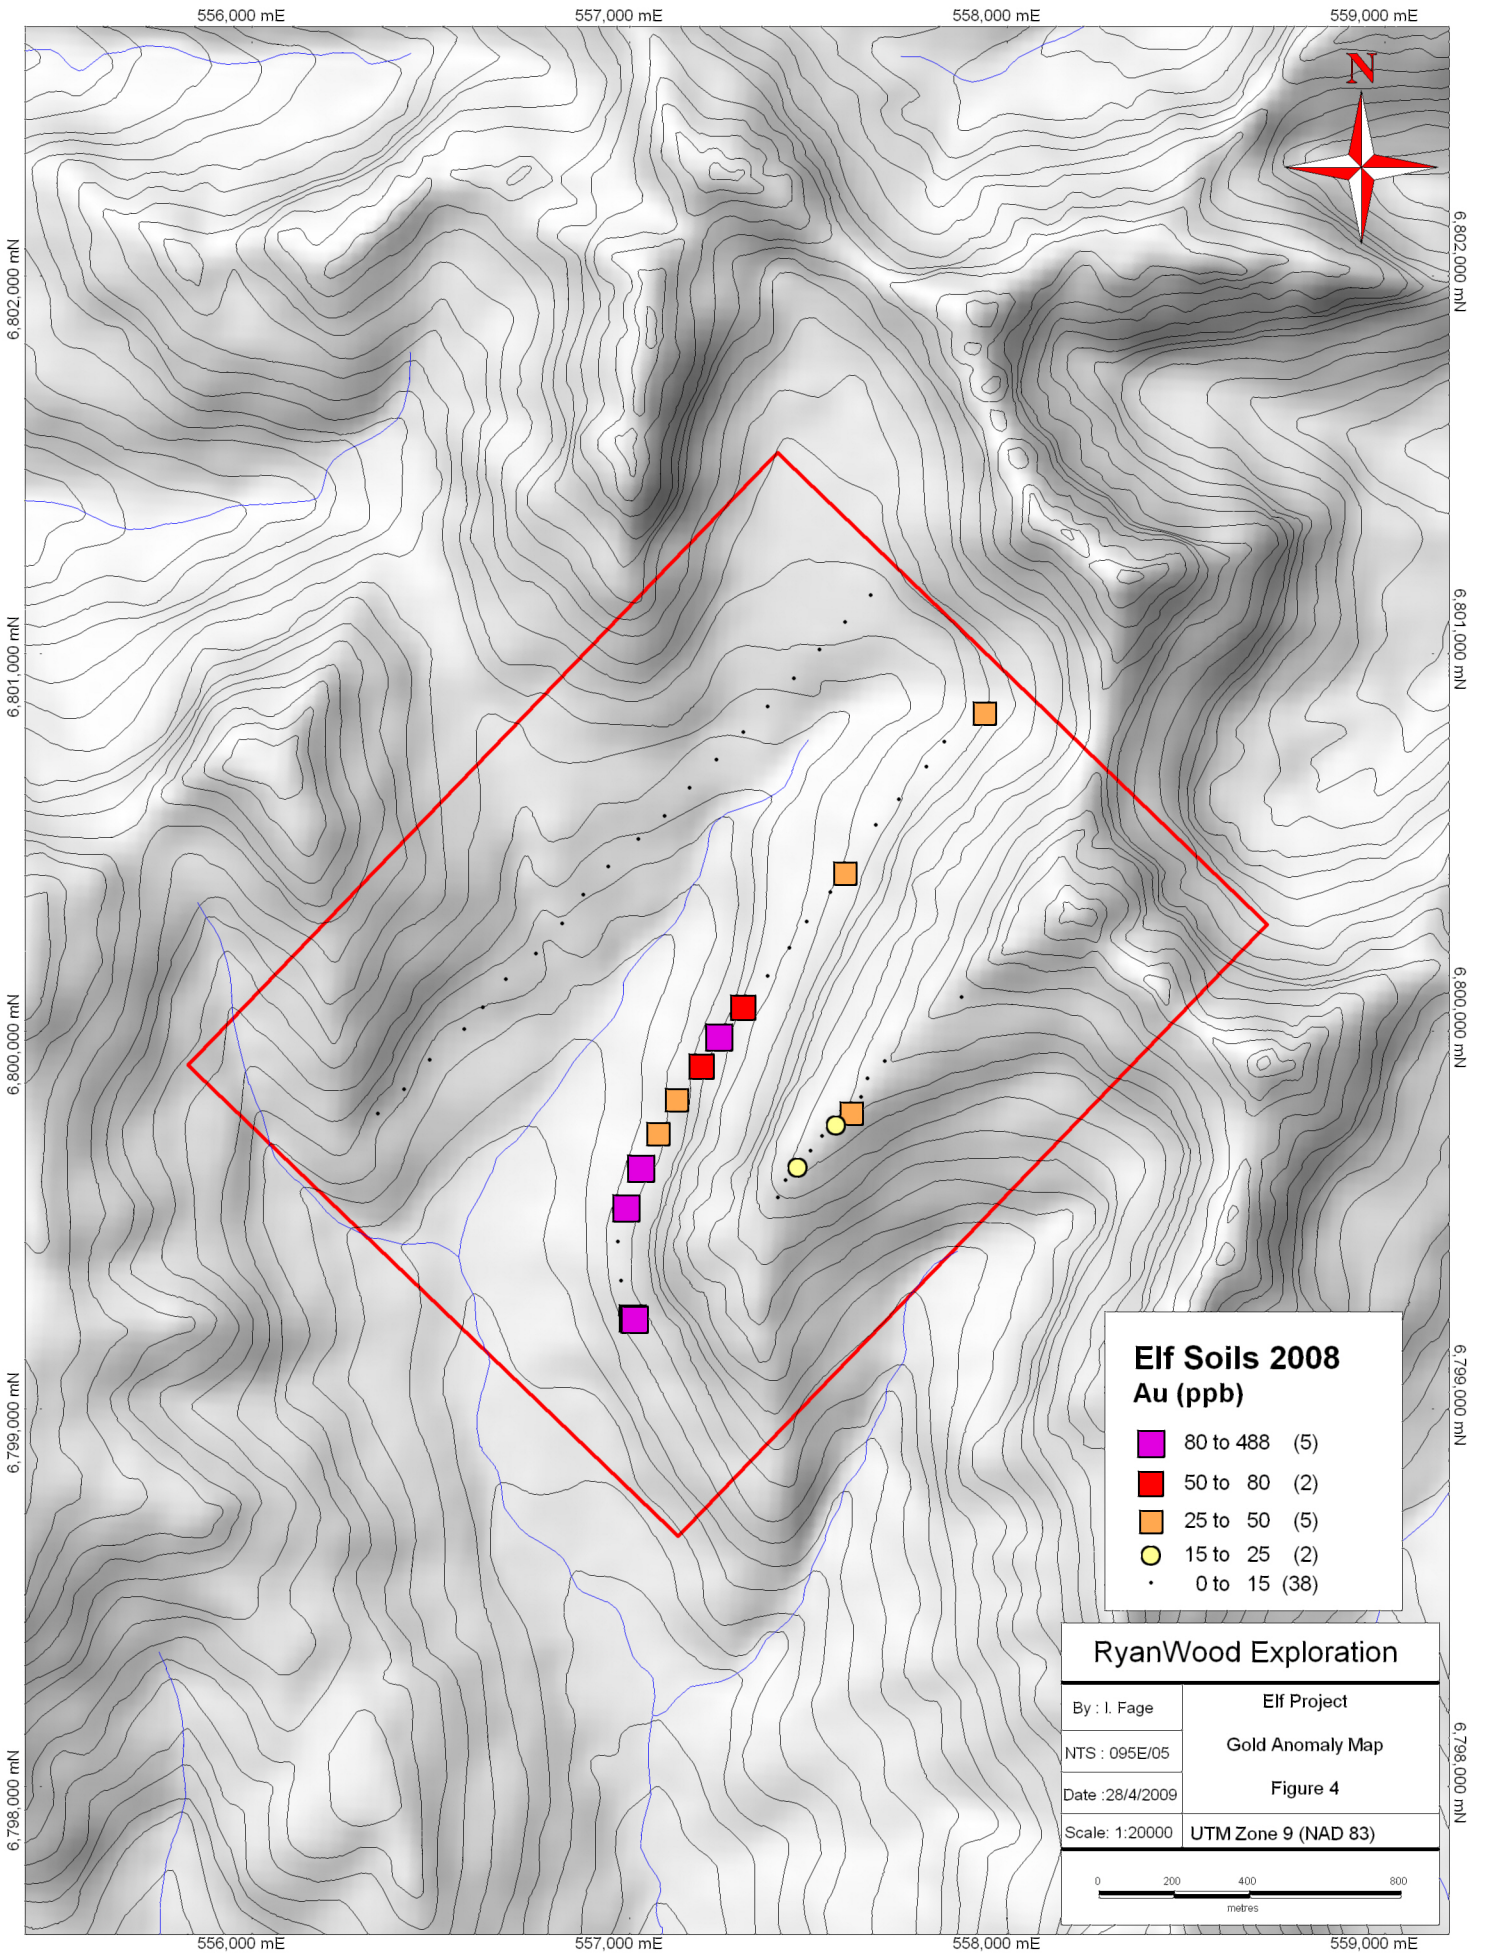 556,000 mE
557,000 mE
558,000 mE
559,000 mE
N
6,802,000 mN
6,802,000 mN
6,801,000 mN
6,801,000 mN
6,800,000 mN
6,800,000 mN
6,799,000 mN
6,799,000 mN
6,798,000 mN
6,798,000 mN
Elf Soils 2008
Au (ppb)
80 to 488 (5)
50 to 80 (2)
25 to 50 (5)
15 to 25 (2)
0 to 15 (38)
RyanWood Exploration
By : I. Fage
Elf Project
NTS : 095E/05
Gold Anomaly Map
Date :28/4/2009
Figure 4
Scale: 1:20000
UTM Zone 9 (NAD 83)
0 200 400 800
metres
556,000 mE
557,000 mE
558,000 mE
559,000 mE